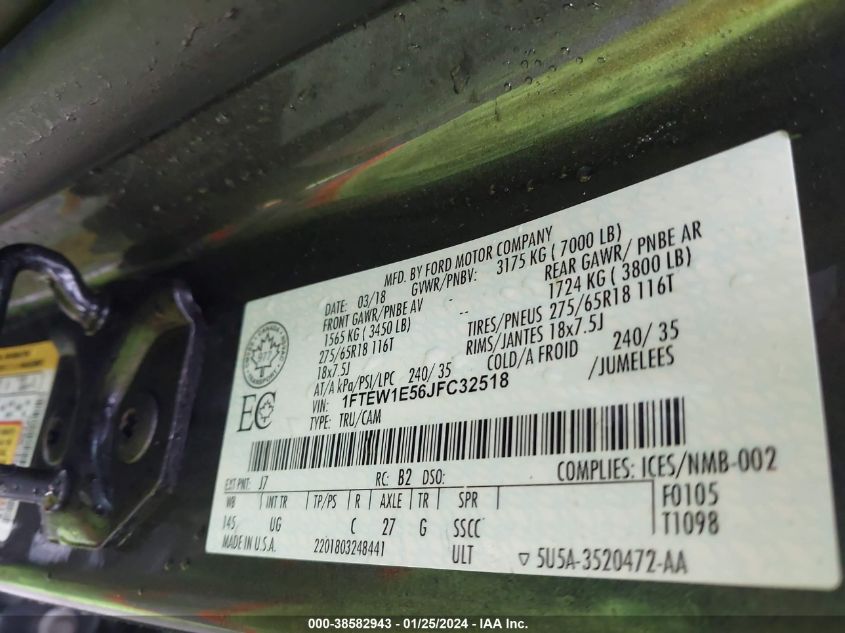 MFD. BY FORD MOTOR COMPANY
DATE: 03/18 GVWR/PNBV: 3175 KG ( 7000 LB)
FRONT GAWR/PNBE AV - REAR GAWR/ PNBE AR
1565 KG ( 3450 LB) -- 1724 KG ( 3800 LB)
275/65R18 116T TIRES/PNEUS 275/65R18 116T
18x7.5J RIMS/JANTES 18x7.5J
AT/A kPa/PSI/LPC 240/ 35 COLD/A FROID 240/ 35
VIN: 1FTEW1E56JFC32518 /JUMELEES
TYPE: TRU/CAM
EC
EXT PNT: J7 RC: B2 DSO: COMPLIES: ICES/NMB-002
WB INT TR TP/PS R AXLE TR SPR F0105
145 UG C 27 G SSCC T1098
MADE IN U.S.A. 2201803248441 ULT ▽ 5U5A-3520472-AA
000-38582943 - 01/25/2024 - IAA Inc.